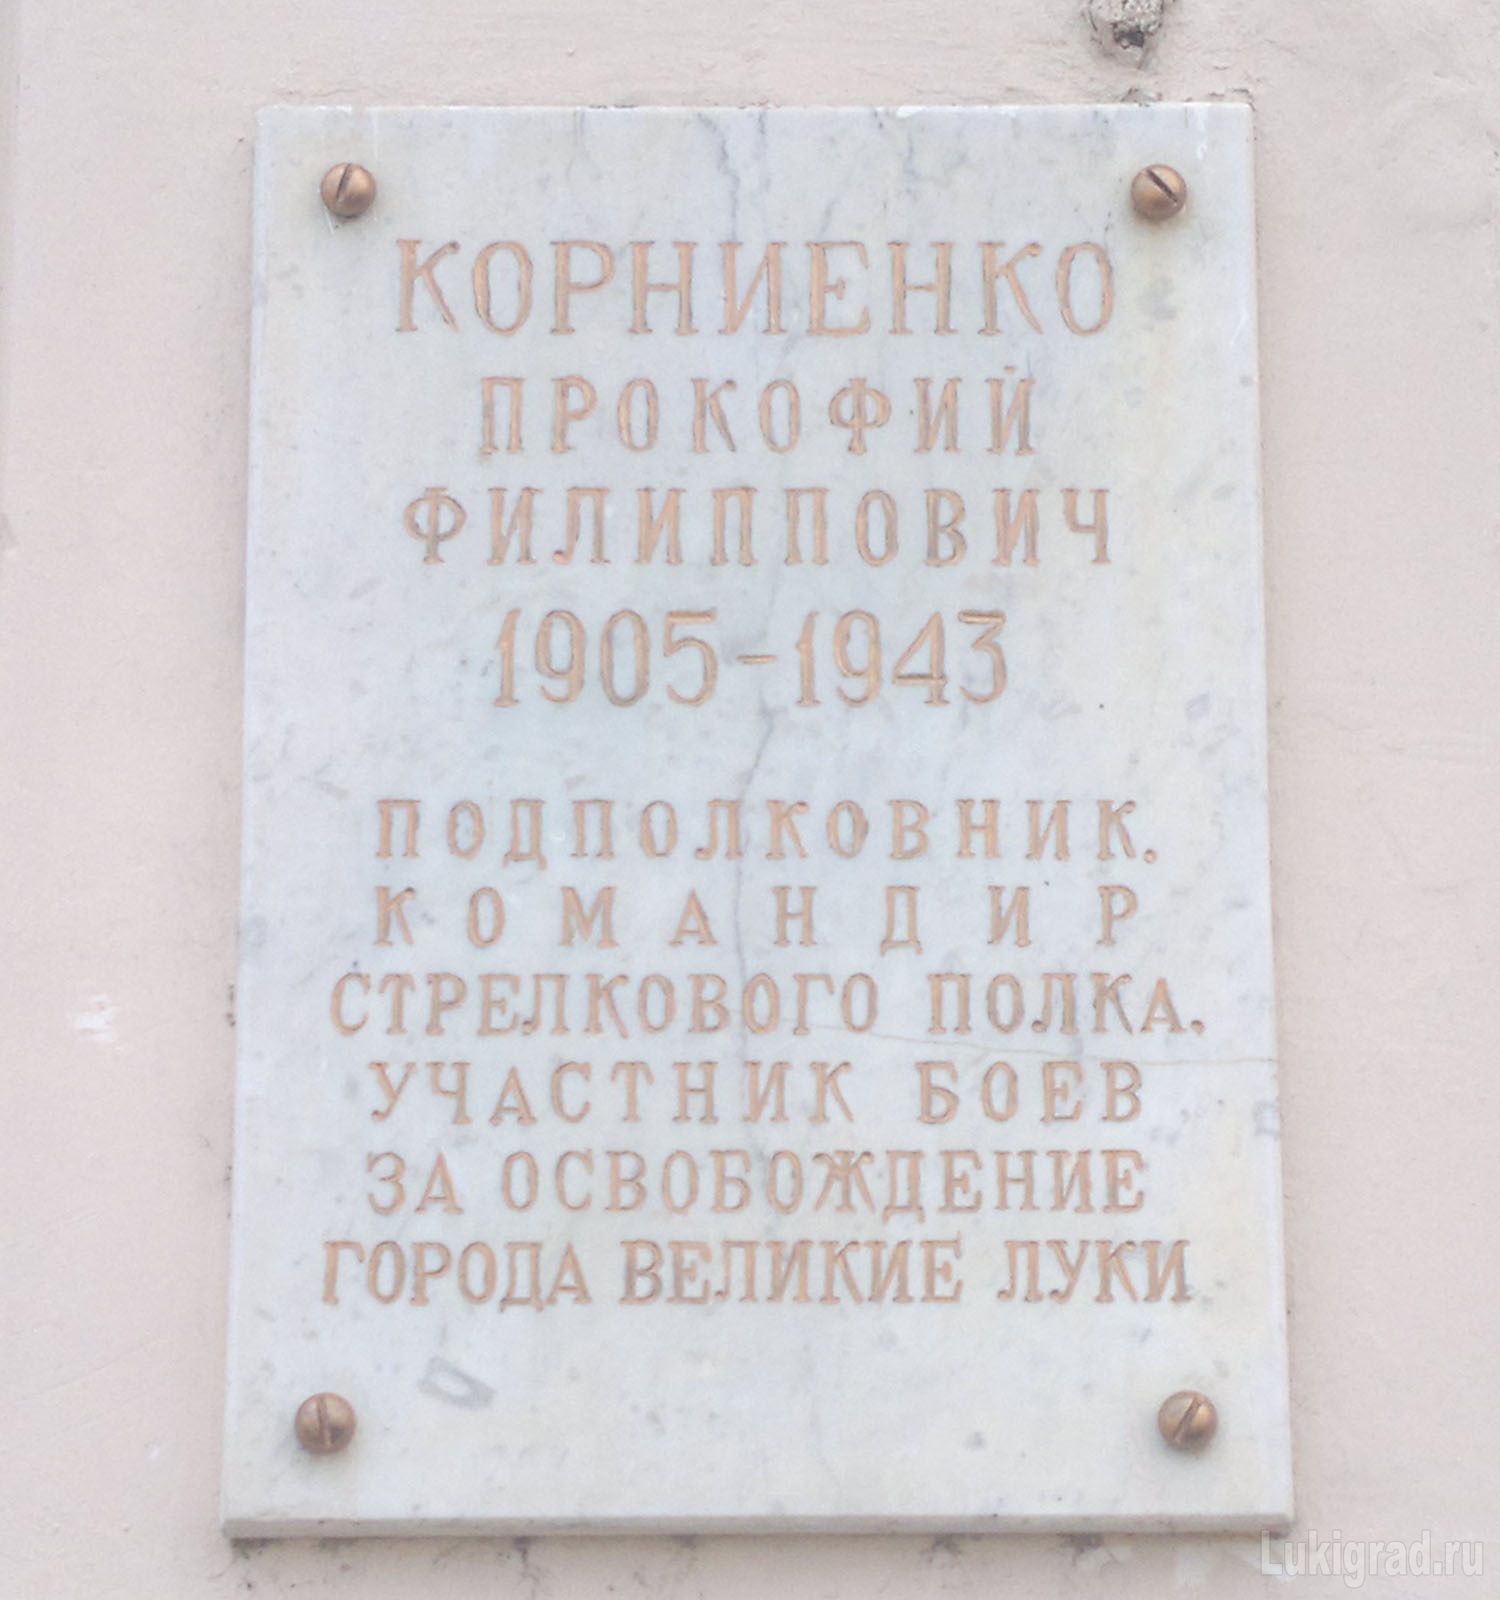 КОРНИЕНКО
ПРОКОФИЙ
ФИЛИППОВИЧ
1905-1943
ПОДПОЛКОВНИК.
КОМАНДИР
СТРЕЛКОВОГО ПОЛКА.
УЧАСТНИК БОЕВ
ЗА ОСВОБОЖДЕНИЕ
ГОРОДА ВЕЛИКИЕ ЛУКИ
Lukigrad.ru